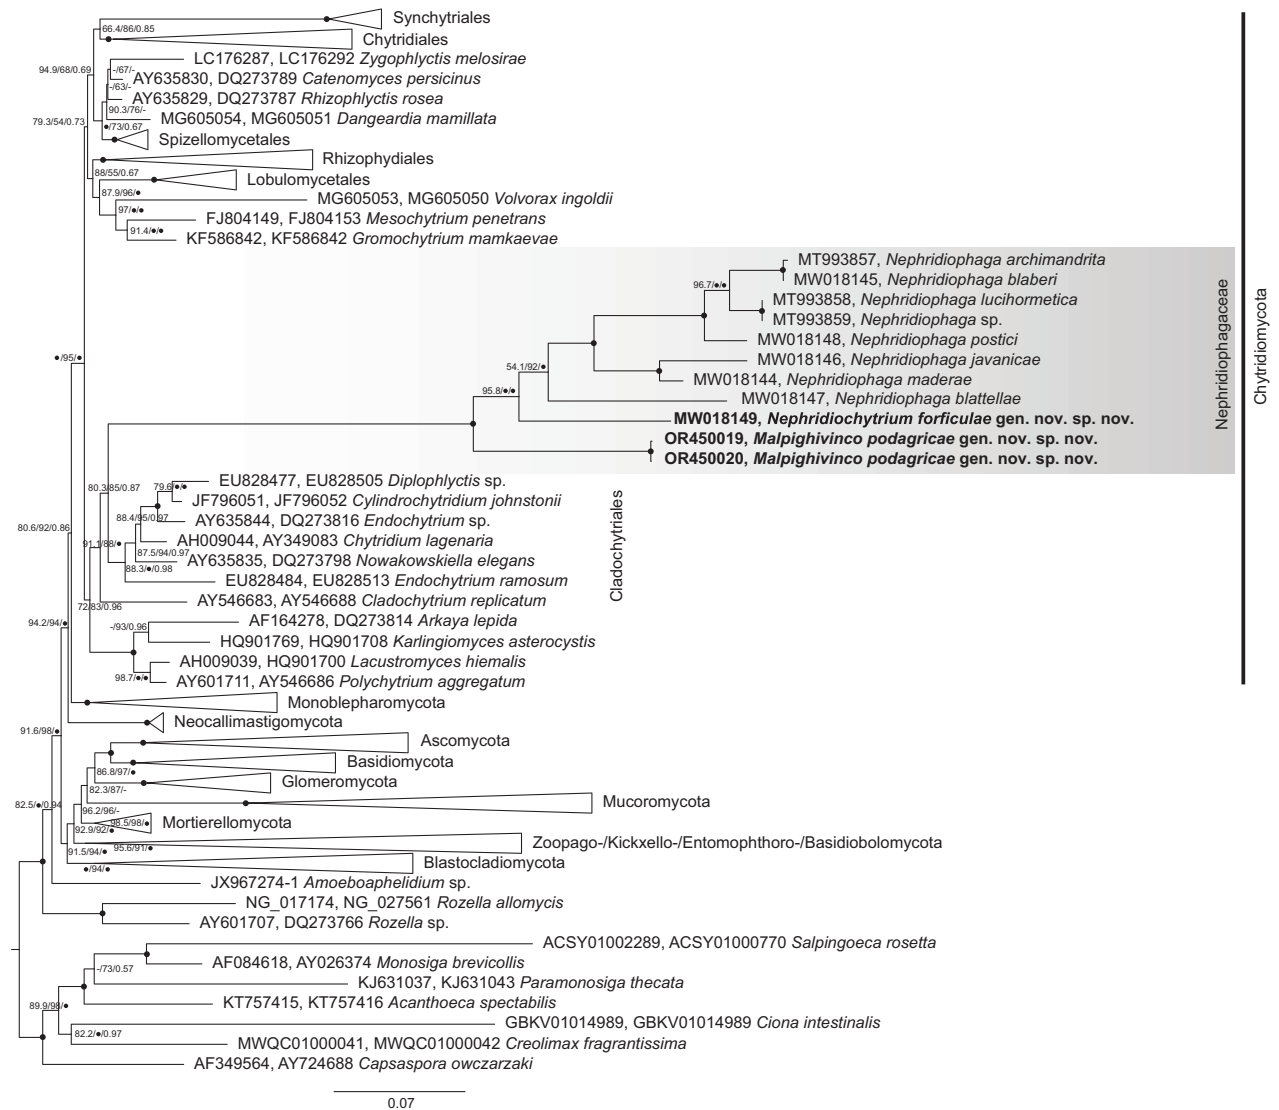 Synchytriales
66.4/86/0.85
Chytridiales
LC176287, LC176292 Zygophlyctis melosirae
94.9/68/0.69
-/67/-
AY635830, DQ273789 Catenomyces persicinus
-/63/-
AY635829, DQ273787 Rhizophlyctis rosea
90.3/76/-
MG605054, MG605051 Dangeardia mamillata
79.3/54/0.73
●/73/0.67
Spizellomycetales
Rhizophydiales
88/55/0.67
Lobulomycetales
87.9/96/●
MG605053, MG605050 Volvorax ingoldii
97/●/●
FJ804149, FJ804153 Mesochytrium penetrans
91.4/●/●
KF586842, KF586842 Gromochytrium mamkaevae
MT993857, Nephridiophaga archimandrita
MW018145, Nephridiophaga blaberi
96.7/●/●
MT993858, Nephridiophaga lucihormetica
MT993859, Nephridiophaga sp.
MW018148, Nephridiophaga postici
●/95/●
MW018146, Nephridiophaga javanicae
54.1/92/●
MW018144, Nephridiophaga maderae
95.8/●/●
MW018147, Nephridiophaga blattellae
MW018149, Nephridiochytrium forficulae gen. nov. sp. nov.
OR450019, Malpighivinco podagricae gen. nov. sp. nov.
OR450020, Malpighivinco podagricae gen. nov. sp. nov.
Nephridiophagaceae
Chytridiomycota
EU828477, EU828505 Diplophlyctis sp.
80.3/85/0.87
79.6/●/●
JF796051, JF796052 Cylindrochytridium johnstonii
88.4/95/0.97
AY635844, DQ273816 Endochytrium sp.
80.6/92/0.86
AH009044, AY349083 Chytridium lagenaria
91.1/88/●
87.5/94/0.97
AY635835, DQ273798 Nowakowskiella elegans
88.3/●/0.98
EU828484, EU828513 Endochytrium ramosum
AY546683, AY546688 Cladochytrium replicatum
Cladochytriales
72/83/0.96
94.2/94/●
AF164278, DQ273814 Arkaya lepida
-/93/0.96
HQ901769, HQ901708 Karlingiomyces asterocystis
AH009039, HQ901700 Lacustromyces hiemalis
98.7/●/●
AY601711, AY546686 Polychytrium aggregatum
Monoblepharomycota
Neocallimastigomycota
91.6/98/●
Ascomycota
Basidiomycota
86.8/97/●
Glomeromycota
82.3/87/-
Mucoromycota
82.5/●/0.94
96.2/96/-
Mortierellomycota
98.5/98/●
92.9/92/●
Zoopago-/Kickxello-/Entomophthoro-/Basidiobolomycota
95.6/91/●
91.5/94/●
Blastocladiomycota
●/94/●
JX967274-1 Amoeboaphelidium sp.
NG_017174, NG_027561 Rozella allomycis
AY601707, DQ273766 Rozella sp.
ACSY01002289, ACSY01000770 Salpingoeca rosetta
AF084618, AY026374 Monosiga brevicollis
-/73/0.57
KJ631037, KJ631043 Paramonosiga thecata
KT757415, KT757416 Acanthoeca spectabilis
89.9/98/●
GBKV01014989, GBKV01014989 Ciona intestinalis
82.2/●/0.97
MWQC01000041, MWQC01000042 Creolimax fragrantissima
AF349564, AY724688 Capsaspora owczarzaki
0.07